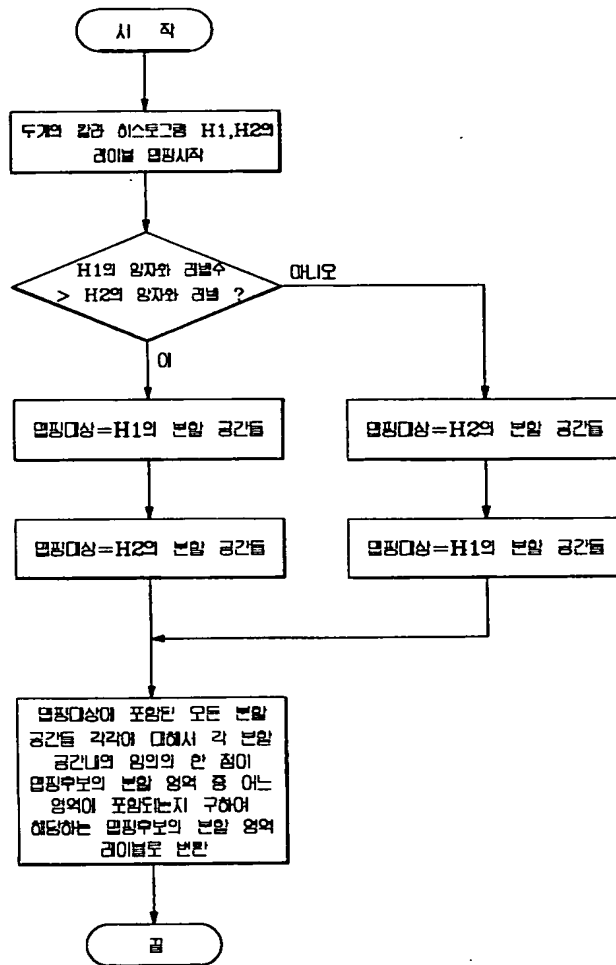 시 작
두개의 칼라 히스토그램 H1,H2의
레이블 맵핑시작
H1의 양자화 레벨수
> H2의 양자화 레벨 ?
아니오
예
맵핑대상=H1의 분할 공간들
맵핑대상=H2의 분할 공간들
맵핑대상=H2의 분할 공간들
맵핑대상=H1의 분할 공간들
맵핑대상에 포함된 모든 분할
공간들 각각에 대해서 각 분할
공간내의 임의의 한 점이
맵핑후보의 분할 영역 중 어느
영역에 포함되는지 구하여
해당하는 맵핑후보의 분할 영역
레이블로 변환
끝